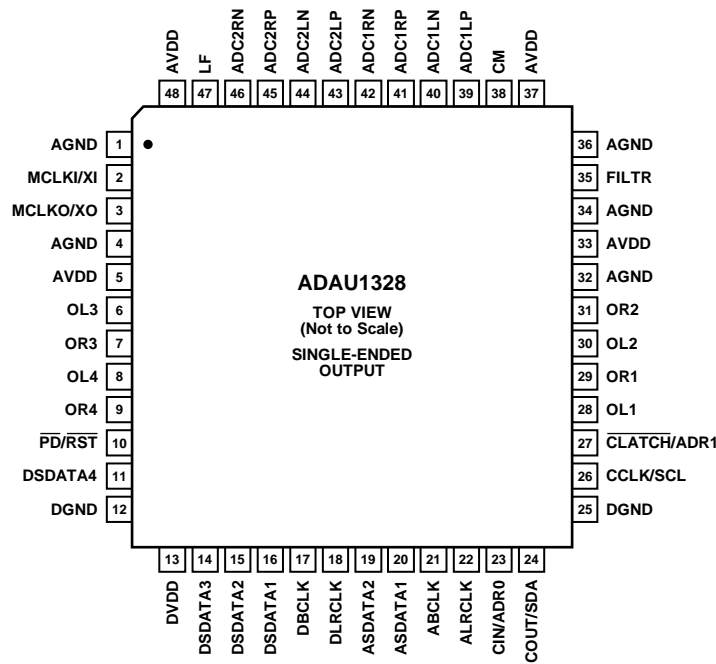 AVDD
LF
ADC2RN
ADC2RP
ADC2LN
ADC2LP
ADC1RN
ADC1RP
ADC1LN
ADC1LP
CM
AVDD
48 47 46 45 44 43 42 41 40 39 38 37
AGND 1
MCLKI/XI 2
MCLKO/XO 3
AGND 4
AVDD 5
OL3 6
OR3 7
OL4 8
OR4 9
PD/RST 10
DSDATA4 11
DGND 12
ADAU1328
TOP VIEW
(Not to Scale)
SINGLE-ENDED
OUTPUT
36 AGND
35 FILTR
34 AGND
33 AVDD
32 AGND
31 OR2
30 OL2
29 OR1
28 OL1
27 CLATCH/ADR1
26 CCLK/SCL
25 DGND
13 14 15 16 17 18 19 20 21 22 23 24
DVDD
DSDATA3
DSDATA2
DSDATA1
DBCLK
DLRCLK
ASDATA2
ASDATA1
ABCLK
ALRCLK
CIN/ADR0
COUT/SDA